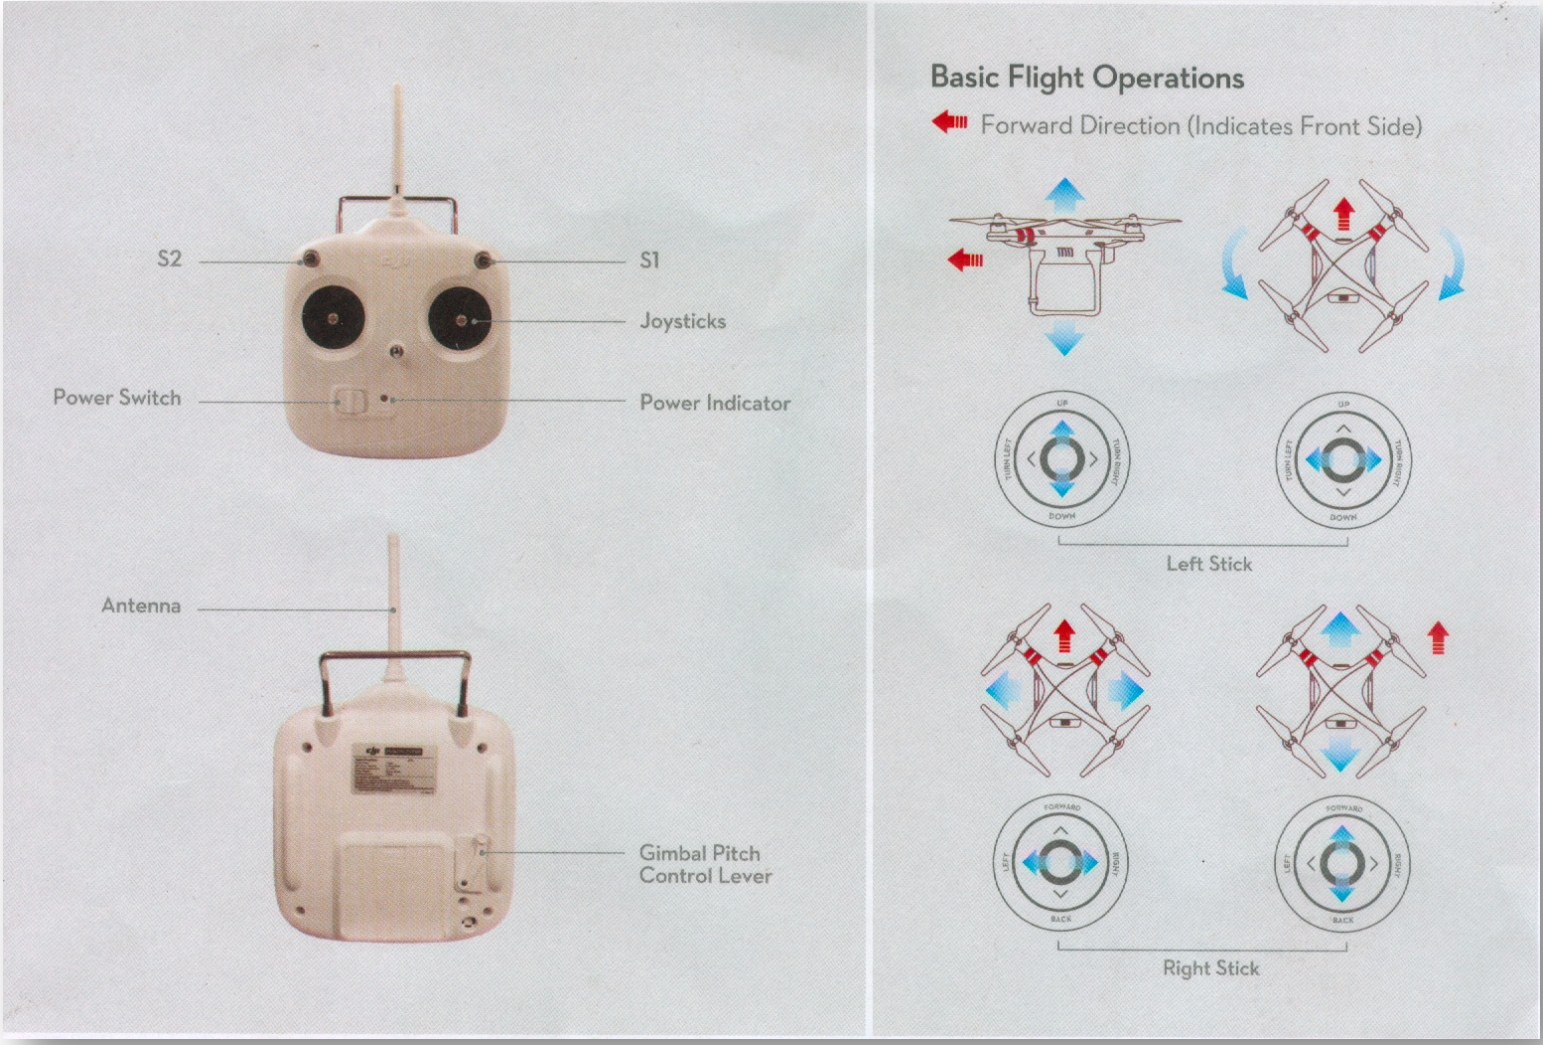 S2
S1
Joysticks
Power Switch
Power Indicator
Antenna
Gimbal Pitch
Control Lever
Basic Flight Operations
Forward Direction (Indicates Front Side)
UP
TURN LEFT
TURN RIGHT
DOWN
UP
TURN LEFT
TURN RIGHT
DOWN
Left Stick
FORWARD
LEFT
RIGHT
BACK
FORWARD
LEFT
RIGHT
BACK
Right Stick